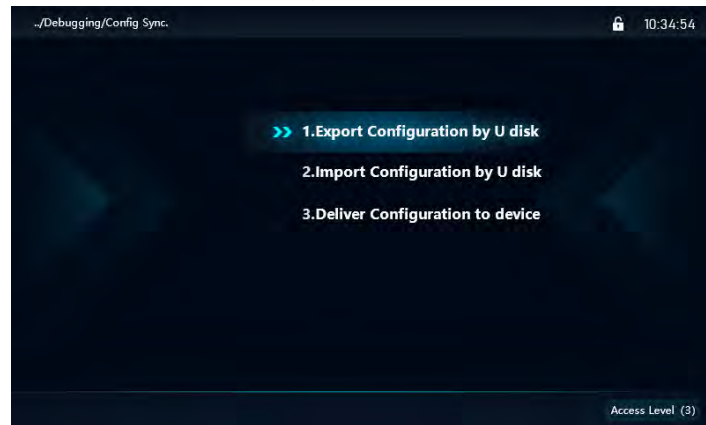 ../Debugging/Config Sync.
10:34:54
1.Export Configuration by U disk
2.Import Configuration by U disk
3.Deliver Configuration to device
Access Level (3)